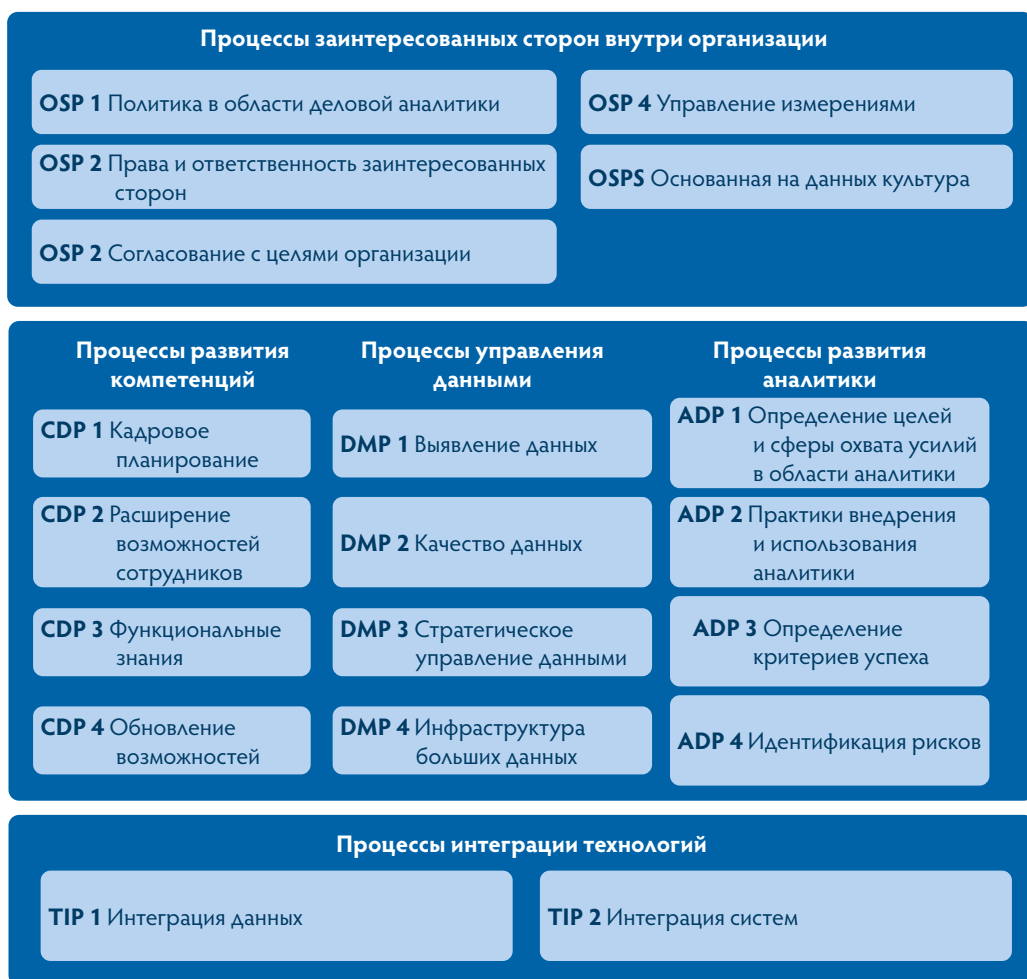 Процессы заинтересованных сторон внутри организации
OSP 1 Политика в области деловой аналитики
OSP 2 Права и ответственность заинтересованных
сторон
OSP 2 Согласование с целями организации
OSP 4 Управление измерениями
OSPS Основанная на данных культура
Процессы развития
компетенций
CDP 1 Кадровое
планирование
CDP 2 Расширение
возможностей
сотрудников
CDP 3 Функциональные
знания
CDP 4 Обновление
возможностей
Процессы управления
данными
DMP 1 Выявление данных
DMP 2 Качество данных
DMP 3 Стратегическое
управление данными
DMP 4 Инфраструктура
больших данных
Процессы развития
аналитики
ADP 1 Определение целей
и сферы охвата усилий
в области аналитики
ADP 2 Практики внедрения
и использования
аналитики
ADP 3 Определение
критериев успеха
ADP 4 Идентификация рисков
Процессы интеграции технологий
TIP 1 Интеграция данных
TIP 2 Интеграция систем